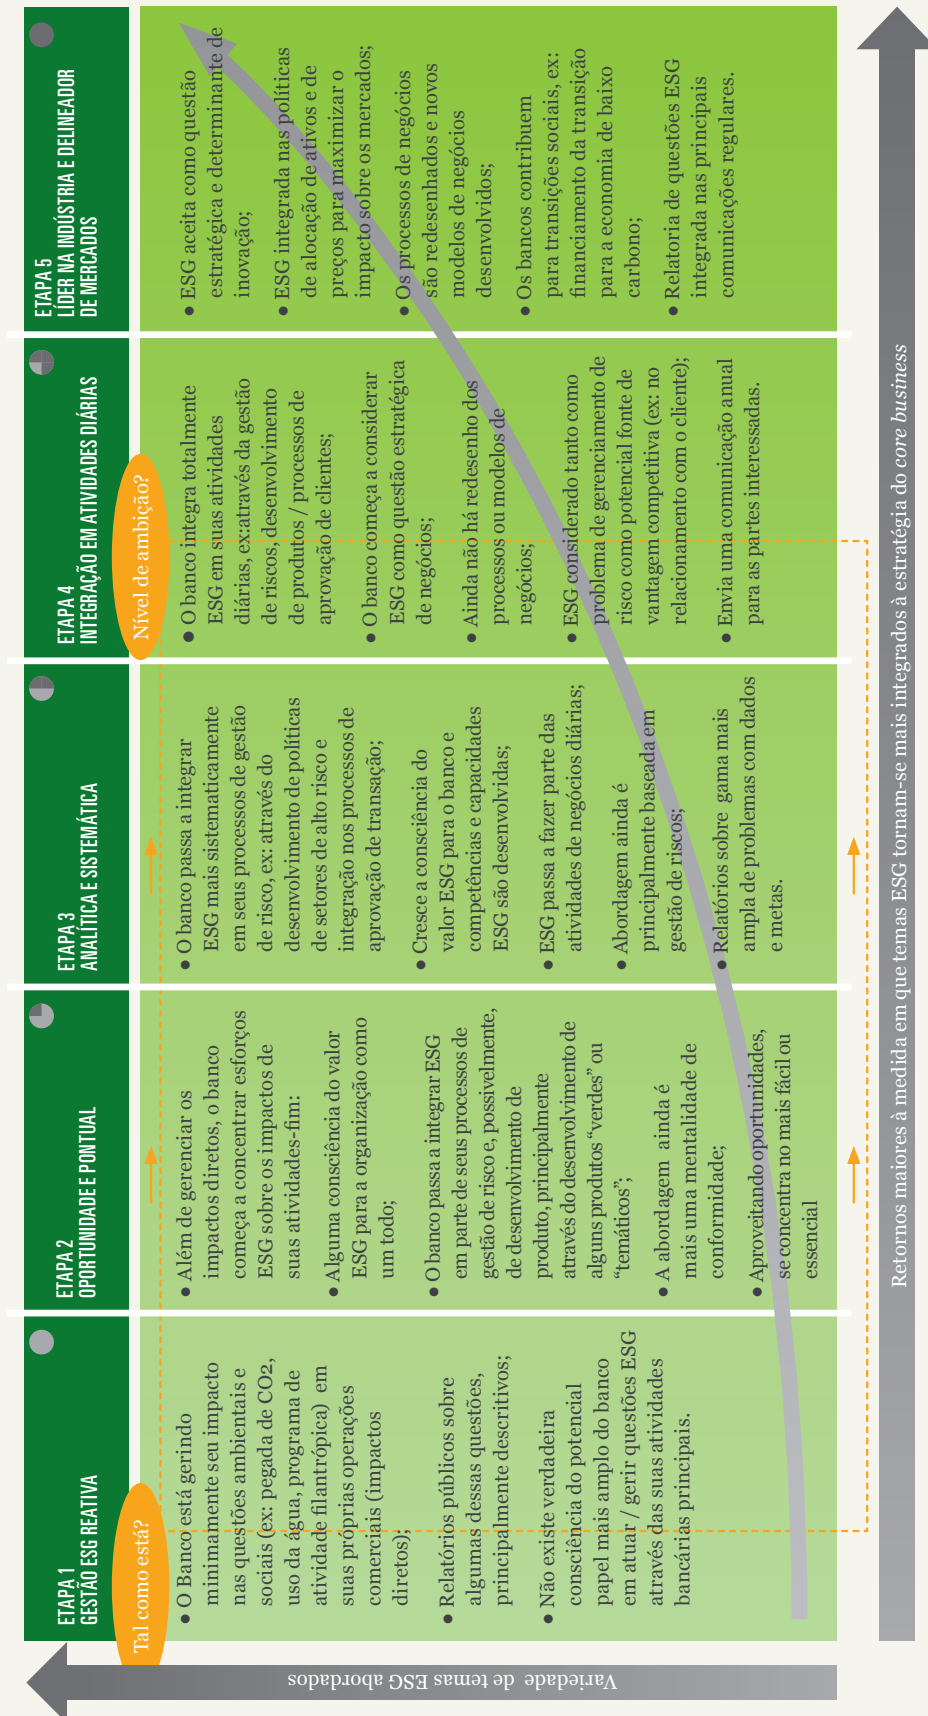 ETAPA 1
GESTÃO ESG REATIVA
Tal como está?
● O Banco está gerindo
minimamente seu impacto
nas questões ambientais e
sociais (ex: pegada de CO2,
uso da água, programa de
atividade filantrópica) em
suas próprias operações
comerciais (impactos
diretos);
● Relatórios públicos sobre
algumas dessas questões,
principalmente descritivos;
● Não existe verdadeira
consciência do potencial
papel mais amplo do banco
em atuar / gerir questões ESG
através das suas atividades
bancárias principais.
ETAPA 2
OPORTUNIDADE E PONTUAL
● Além de gerenciar os
impactos diretos, o banco
começa a concentrar esforços
ESG sobre os impactos de
suas atividades-fim:
● Alguma consciência do valor
ESG para a organização como
um todo;
● O banco passa a integrar ESG
em parte de seus processos de
gestão de risco e, possivelmente,
de desenvolvimento de
produto, principalmente
através do desenvolvimento de
alguns produtos “verdes” ou
“temáticos”;
● A abordagem ainda é
mais uma mentalidade de
conformidade;
● Aproveitando oportunidades,
se concentra no mais fácil ou
essencial
ETAPA 3
ANALÍTICA E SISTEMÁTICA
● O banco passa a integrar
ESG mais sistematicamente
em seus processos de gestão
de risco, ex: através do
desenvolvimento de políticas
de setores de alto risco e
integração nos processos de
aprovação de transação;
● Cresce a consciência do
valor ESG para o banco e
competências e capacidades
ESG são desenvolvidas;
● ESG passa a fazer parte das
atividades de negócios diárias;
● Abordagem ainda é
principalmente baseada em
gestão de riscos;
● Relatórios sobre gama mais
ampla de problemas com dados
e metas.
ETAPA 4
INTEGRAÇÃO EM ATIVIDADES DIÁRIAS
Nível de ambição?
● O banco integra totalmente
ESG em suas atividades
diárias, ex:através da gestão
de riscos, desenvolvimento
de produtos / processos de
aprovação de clientes;
● O banco começa a considerar
ESG como questão estratégica
de negócios;
● Ainda não há redesenho dos
processos ou modelos de
negócios;
● ESG considerado tanto como
problema de gerenciamento de
risco como potencial fonte de
vantagem competitiva (ex: no
relacionamento com o cliente);
● Envia uma comunicação anual
para as partes interessadas.
ETAPA 5
LÍDER NA INDÚSTRIA E DELINEADOR
DE MERCADOS
● ESG aceita como questão
estratégica e determinante de
inovação;
● ESG integrada nas políticas
de alocação de ativos e de
preços para maximizar o
impacto sobre os mercados;
● Os processos de negócios
são redesenhados e novos
modelos de negócios
desenvolvidos;
● Os bancos contribuem
para transições sociais, ex:
financiamento da transição
para a economia de baixo
carbono;
● Relatoria de questões ESG
integrada nas principais
comunicações regulares.
Variedade de temas ESG abordados
Retornos maiores à medida em que temas ESG tornam-se mais integrados à estratégia do core business